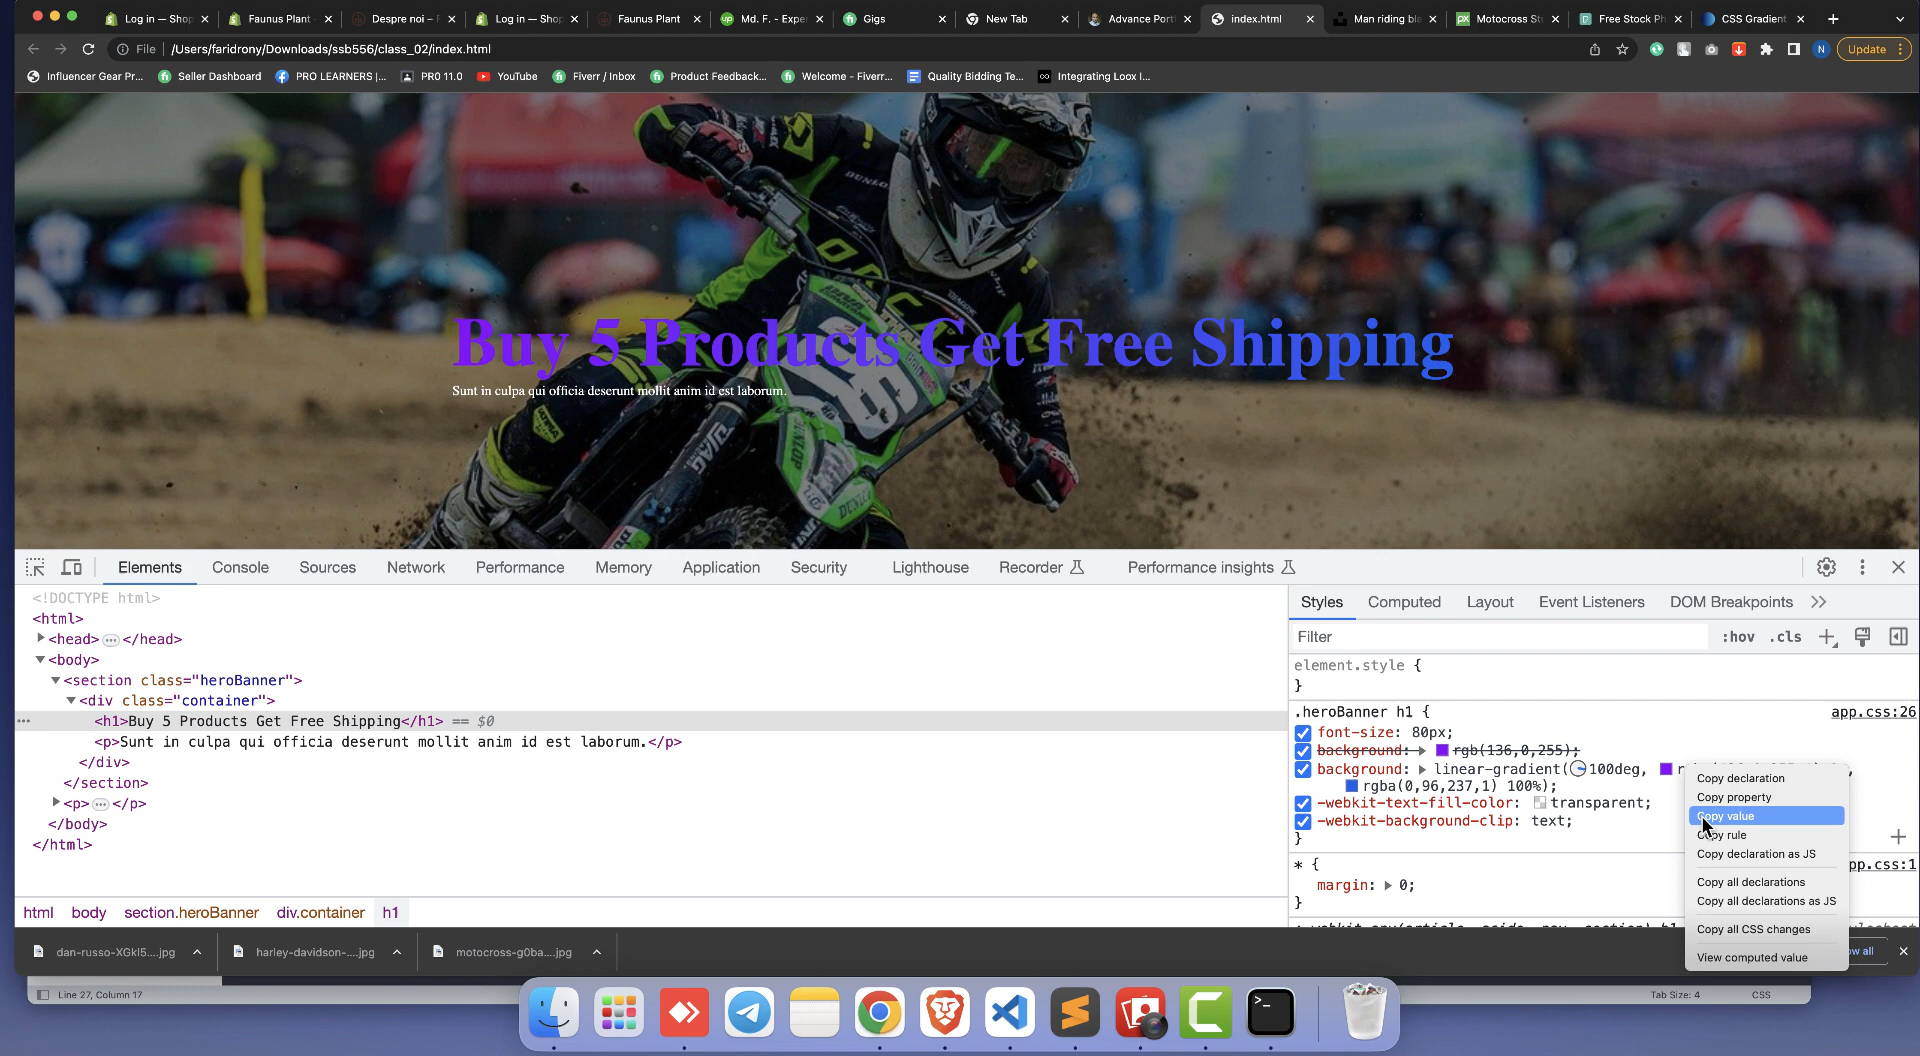 Log in — Shop
Faunus Plant
Despre noi – F
Log in — Shop
Faunus Plant
Md. F. - Exper
Gigs
New Tab
Advance Porti
index.html
Man riding bla
Motocross Sto
Free Stock Ph
CSS Gradient
File
/Users/faridrony/Downloads/ssb556/class_02/index.html
N
Update
Influencer Gear Pr...
Seller Dashboard
PRO LEARNERS |...
PRO 11.0
YouTube
Fiverr / Inbox
Product Feedback...
Welcome - Fiverr...
Quality Bidding Te...
Integrating Loox I...
DUNLOP
Buy 5 Products Get Free Shipping
Sunt in culpa qui officia deserunt mollit anim id est laborum.
Elements
Console
Sources
Network
Performance
Memory
Application
Security
Lighthouse
Recorder
Performance insights
<!DOCTYPE html>
<html>
<head> ... </head>
<body>
<section class="heroBanner">
<div class="container">
<h1>Buy 5 Products Get Free Shipping</h1> == $0
<p>Sunt in culpa qui officia deserunt mollit anim id est laborum.</p>
</div>
</section>
<p> ... </p>
</body>
</html>
html body section.heroBanner div.container h1
Styles
Computed
Layout
Event Listeners
DOM Breakpoints
Filter
:hov .cls
element.style {
}
.heroBanner h1 {
app.css:26
font-size: 80px;
background: rgb(136,0,255);
background: linear-gradient( 100deg,
rgba(0,96,237,1) 100%);
-webkit-text-fill-color: transparent;
-webkit-background-clip: text;
}
* {
pp.css:1
margin: 0;
}
Copy declaration
Copy property
Copy value
Copy rule
Copy declaration as JS
Copy all declarations
Copy all declarations as JS
Copy all CSS changes
View computed value
dan-russo-XGkI5....jpg
harley-davidson-....jpg
motocross-g0ba....jpg
ow all
Line 27, Column 17
Tab Size: 4
CSS